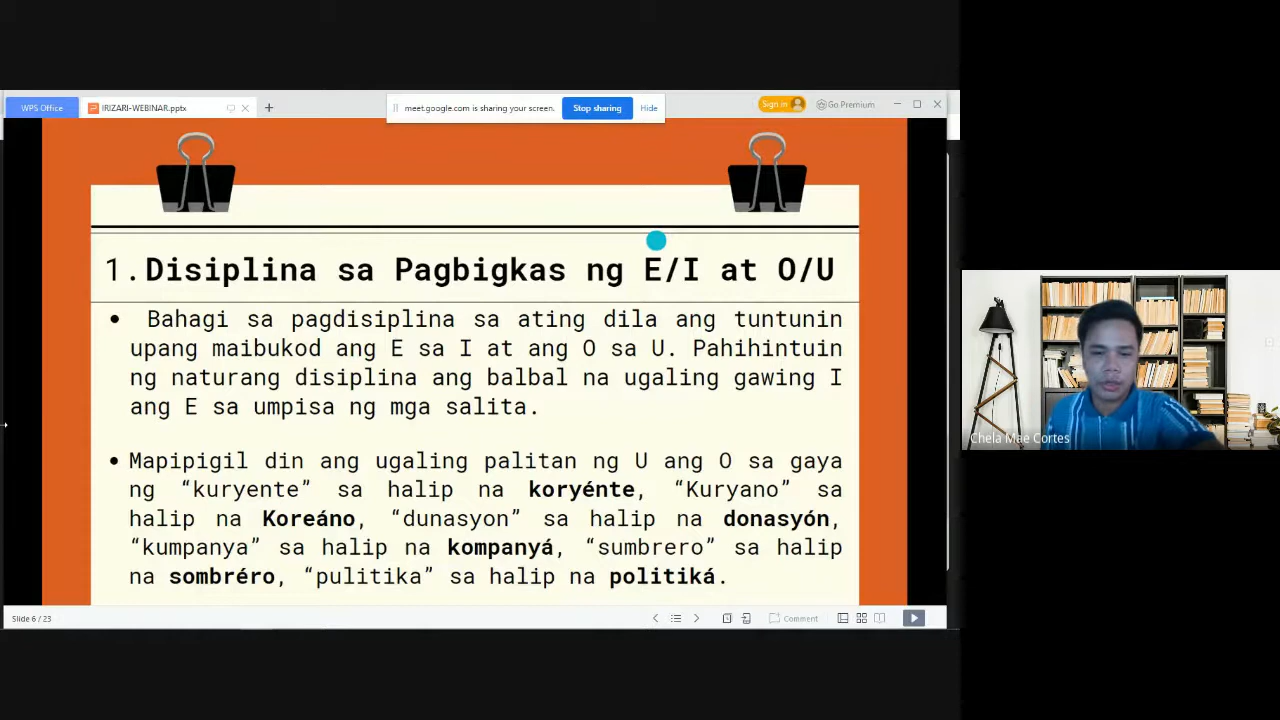 WPS Office
IRIZARI-WEBINAR.pptx
meet.google.com is sharing your screen.
Stop sharing
Hide
Sign in
Go Premium
1. Disiplina sa Pagbigkas ng E/I at O/U
• Bahagi sa pagdisiplina sa ating dila ang tuntunin
upang maibukod ang E sa I at ang O sa U. Pahihintuin
ng naturang disiplina ang balbal na ugaling gawing I
ang E sa umpisa ng mga salita.
• Mapipigil din ang ugaling palitan ng U ang O sa gaya
ng “kuryente” sa halip na koryénte, “Kuryano” sa
halip na Koreáno, “dunasyon” sa halip na donasyón,
“kumpanya” sa halip na kompanyá, “sumbrero” sa halip
na sombréro, “pulitika” sa halip na politiká.
Slide 6 / 23
Comment
Chela Mae Cortes